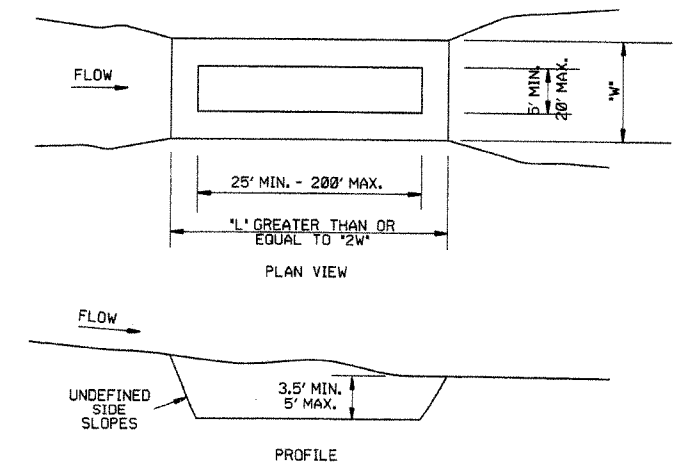 FLOW
5' MIN.
20' MAX.
"W"
25' MIN. - 200' MAX.
"L" GREATER THAN OR
EQUAL TO "2W"
PLAN VIEW
FLOW
UNDEFINED
SIDE
SLOPES
3.5' MIN.
5' MAX.
PROFILE